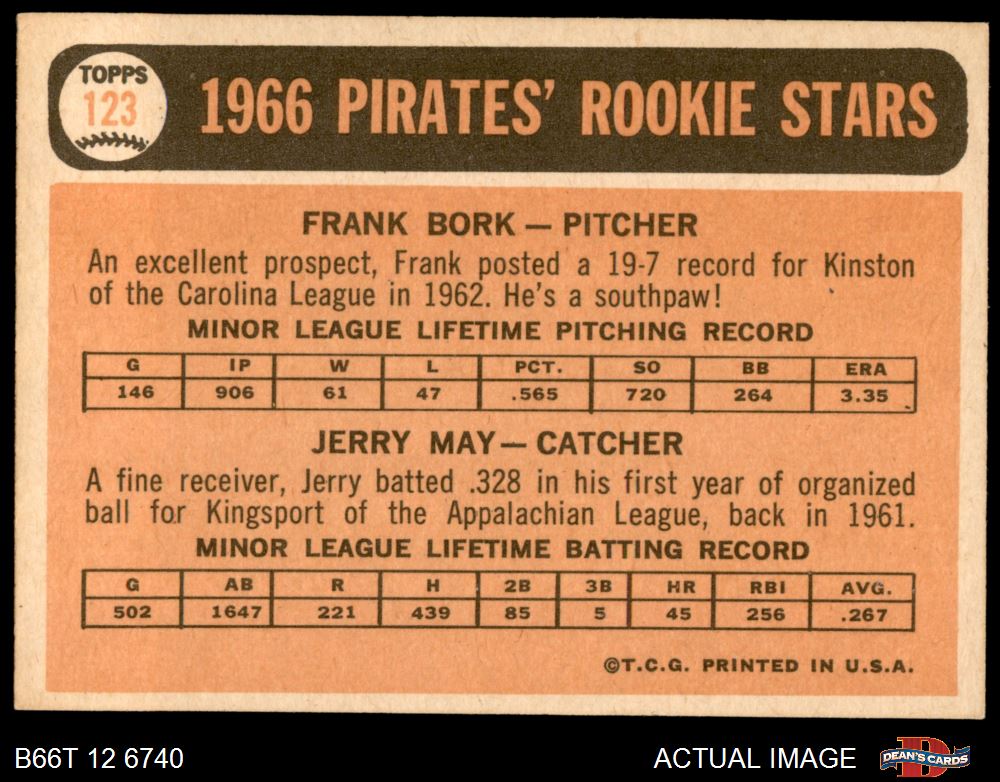 TOPPS
123
1966 PIRATES' ROOKIE STARS
FRANK BORK — PITCHER
An excellent prospect, Frank posted a 19-7 record for Kinston
of the Carolina League in 1962. He's a southpaw!
MINOR LEAGUE LIFETIME PITCHING RECORD
G IP W L PCT. SO BB ERA
146 906 61 47 .565 720 264 3.35
JERRY MAY — CATCHER
A fine receiver, Jerry batted .328 in his first year of organized
ball for Kingsport of the Appalachian League, back in 1961.
MINOR LEAGUE LIFETIME BATTING RECORD
G AB R H 2B 3B HR RBI AVG.
502 1647 221 439 85 5 45 256 .267
©T.C.G. PRINTED IN U.S.A.
B66T 12 6740
ACTUAL IMAGE
DEAN'S CARDS